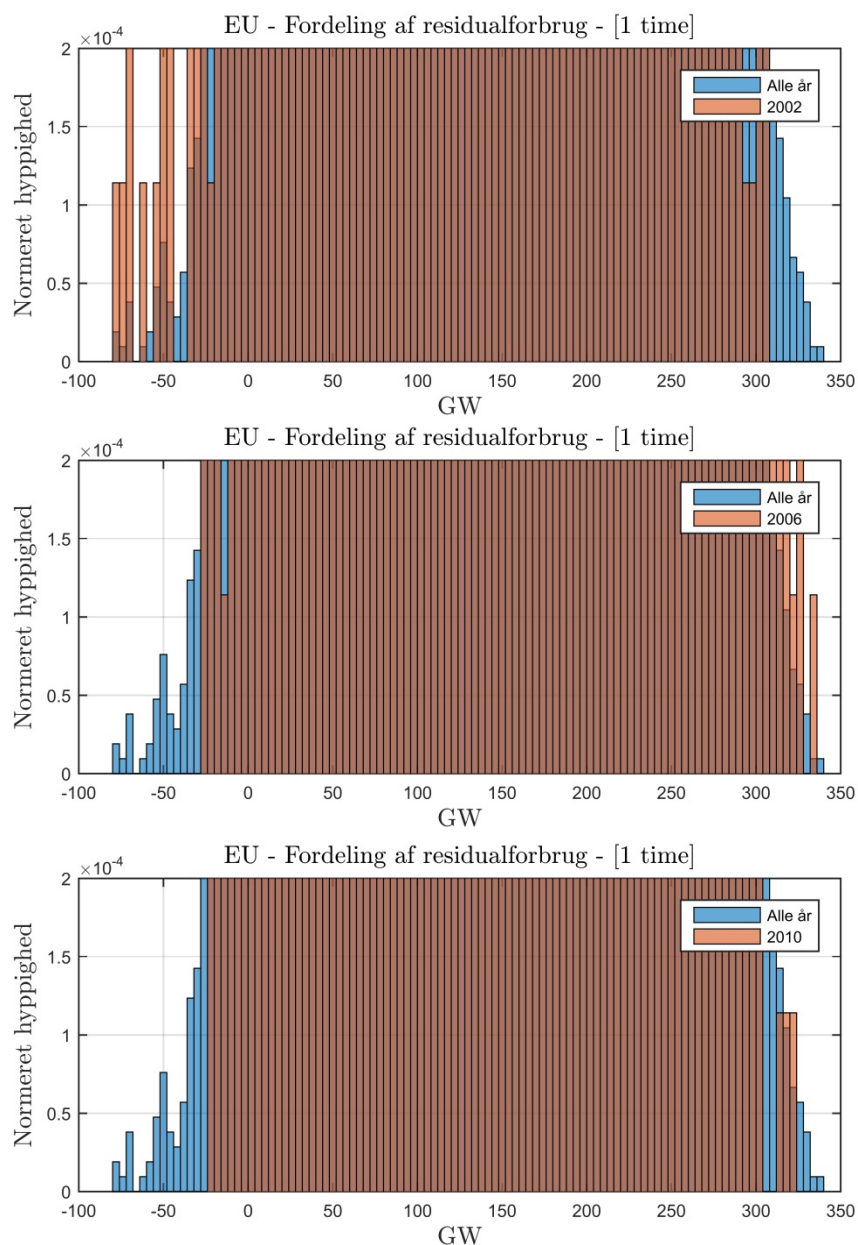 EU - Fordeling af residualforbrug - [1 time]
×10⁻⁴
2
1.5
1
0.5
0
Normeret hyppighed
Alle år
2002
-100 -50 0 50 100 150 200 250 300 350
GW
EU - Fordeling af residualforbrug - [1 time]
×10⁻⁴
2
1.5
1
0.5
0
Normeret hyppighed
Alle år
2006
-100 -50 0 50 100 150 200 250 300 350
GW
EU - Fordeling af residualforbrug - [1 time]
×10⁻⁴
2
1.5
1
0.5
0
Normeret hyppighed
Alle år
2010
-100 -50 0 50 100 150 200 250 300 350
GW